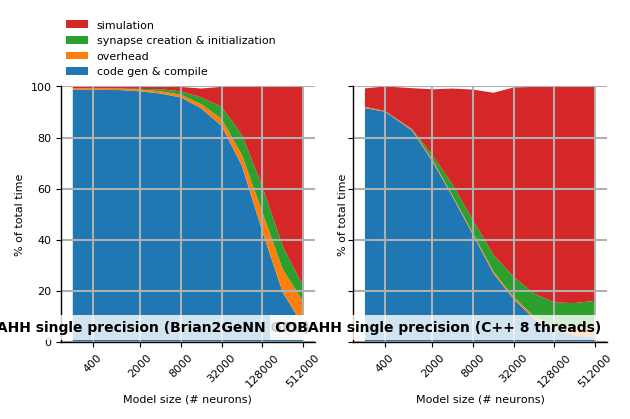 simulation
synapse creation & initialization
overhead
code gen & compile
100
80
60
40
20
0
% of total time
AHH single precision (Brian2GeNN
400
2000
8000
32000
128000
512000
Model size (# neurons)
% of total time
COBAHH single precision (C++ 8 threads)
400
2000
8000
32000
128000
512000
Model size (# neurons)